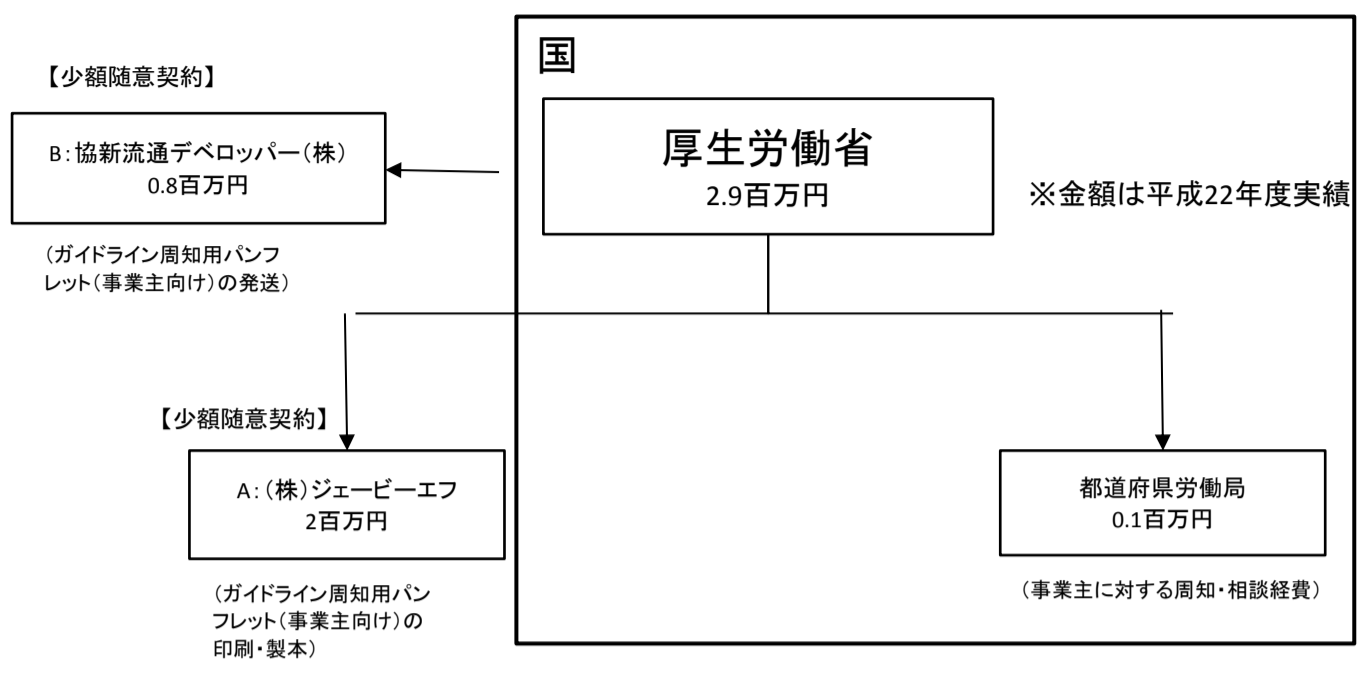 国
【少額随意契約】
B:協新流通デベロッパー(株)
0.8百万円
(ガイドライン周知用パンフ
レット(事業主向け)の発送)
厚生労働省
2.9百万円
※金額は平成22年度実績
【少額随意契約】
A:(株)ジェービーエフ
2百万円
(ガイドライン周知用パン
フレット(事業主向け)の
印刷・製本)
都道府県労働局
0.1百万円
(事業主に対する周知・相談経費)